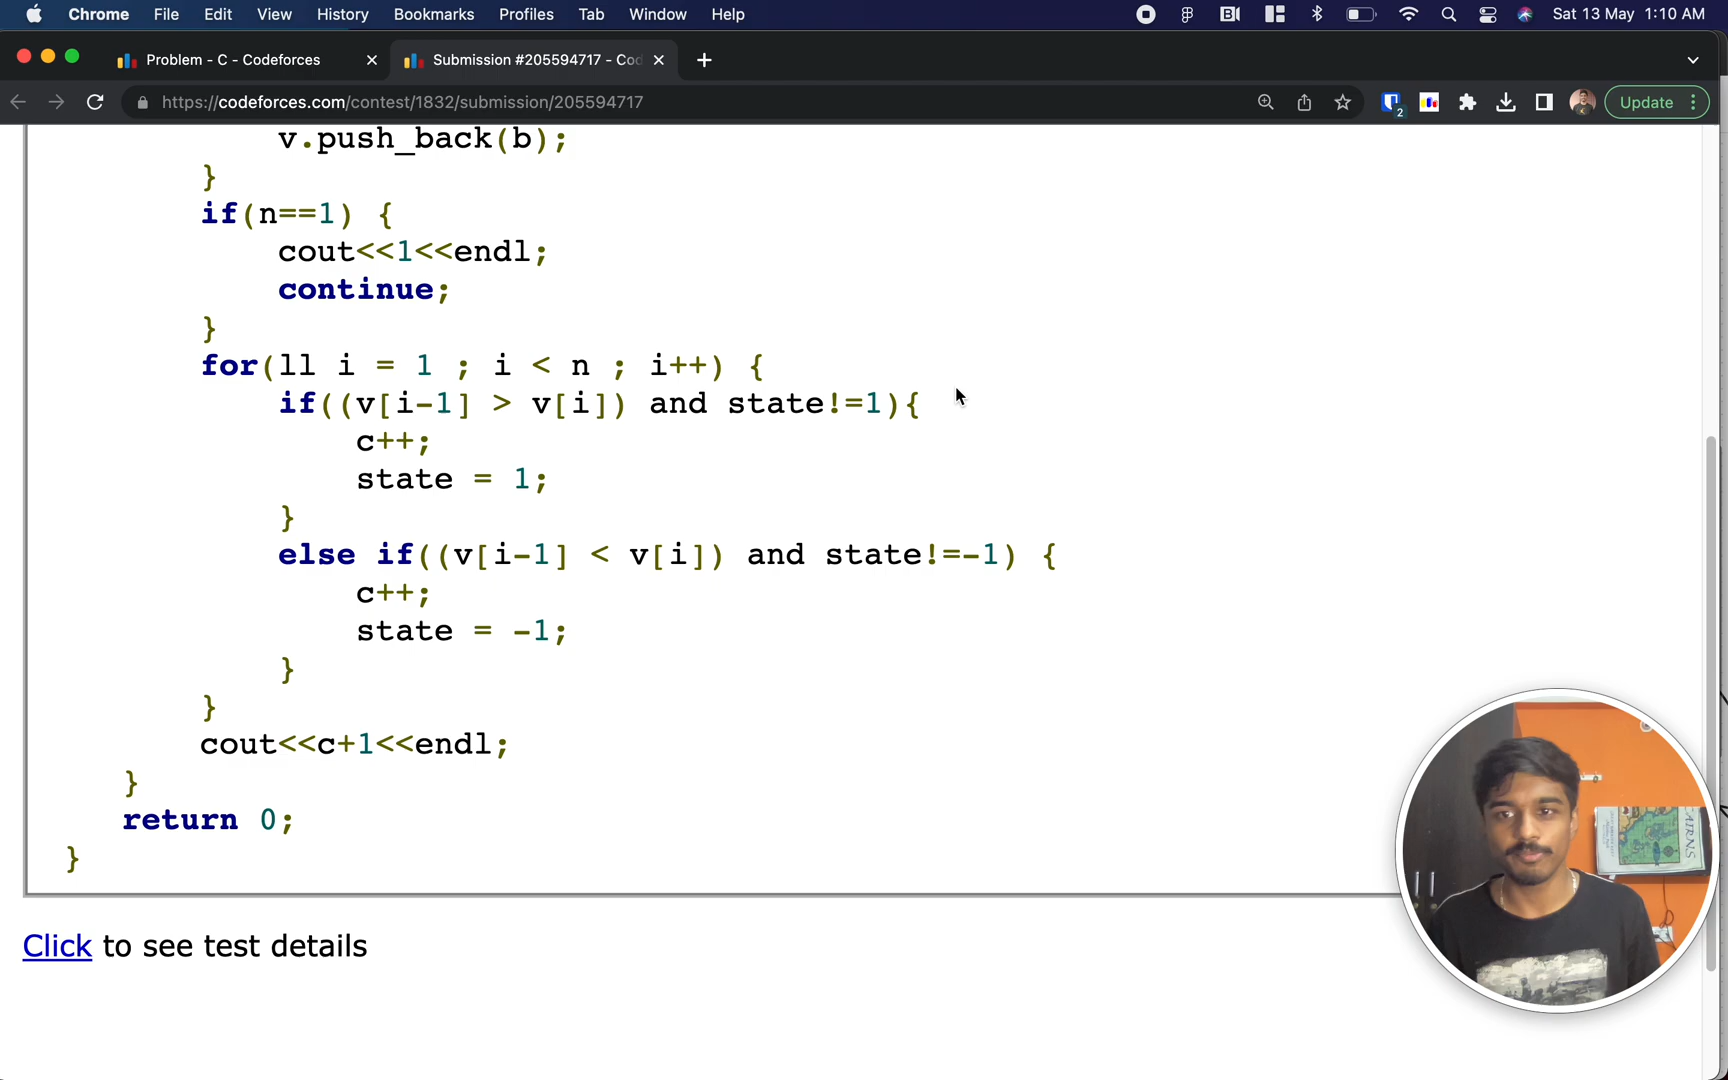 Chrome File Edit View History Bookmarks Profiles Tab Window Help Sat 13 May 1:10 AM
Problem - C - Codeforces Submission #205594717 - Cod
https://codeforces.com/contest/1832/submission/205594717 2 Update
v.push_back(b);
}
if(n==1) {
cout<<1<<endl;
continue;
}
for(ll i = 1 ; i < n ; i++) {
if((v[i-1] > v[i]) and state!=1){
c++;
state = 1;
}
else if((v[i-1] < v[i]) and state!=-1) {
c++;
state = -1;
}
}
cout<<c+1<<endl;
}
return 0;
}
Click to see test details
CAIRNS